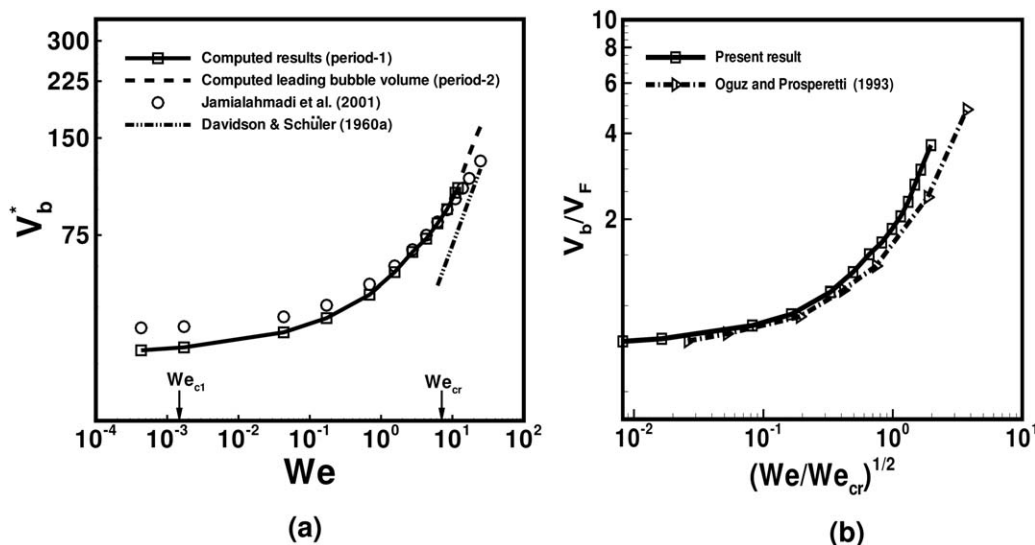 300
225
150
75
V*b
Computed results (period-1)
Computed leading bubble volume (period-2)
Jamialahmadi et al. (2001)
Davidson & Schüler (1960a)
Wec1
Wecr
10-4 10-3 10-2 10-1 100 101 102
We
(a)
10
8
6
4
2
Vb/VF
Present result
Oguz and Prosperetti (1993)
10-2 10-1 100 101
(We/Wecr)1/2
(b)